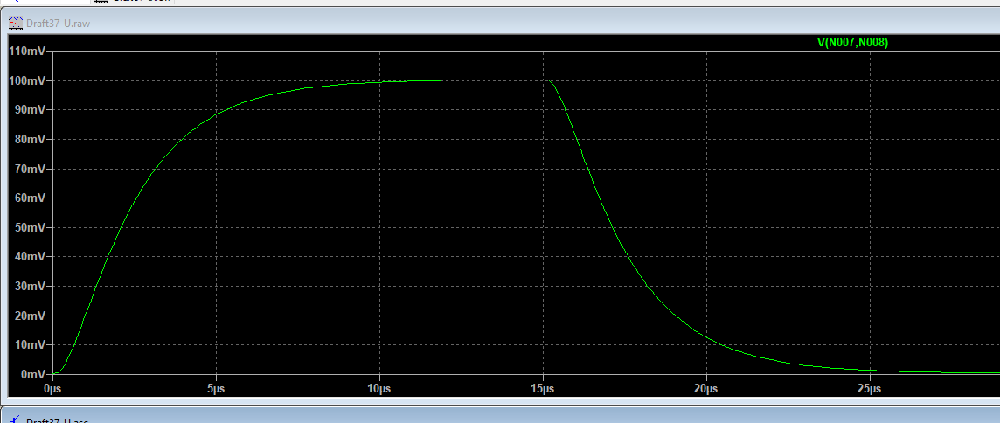 Draft37-U.raw
V(N007,N008)
110mV
100mV
90mV
80mV
70mV
60mV
50mV
40mV
30mV
20mV
10mV
0mV
0µs 5µs 10µs 15µs 20µs 25µs
Draft37-U.asc